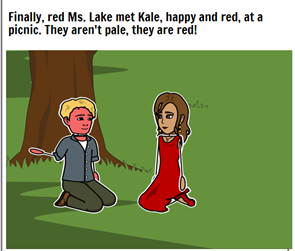 Finally, red Ms. Lake met Kale, happy and red, at a
picnic. They aren't pale, they are red!